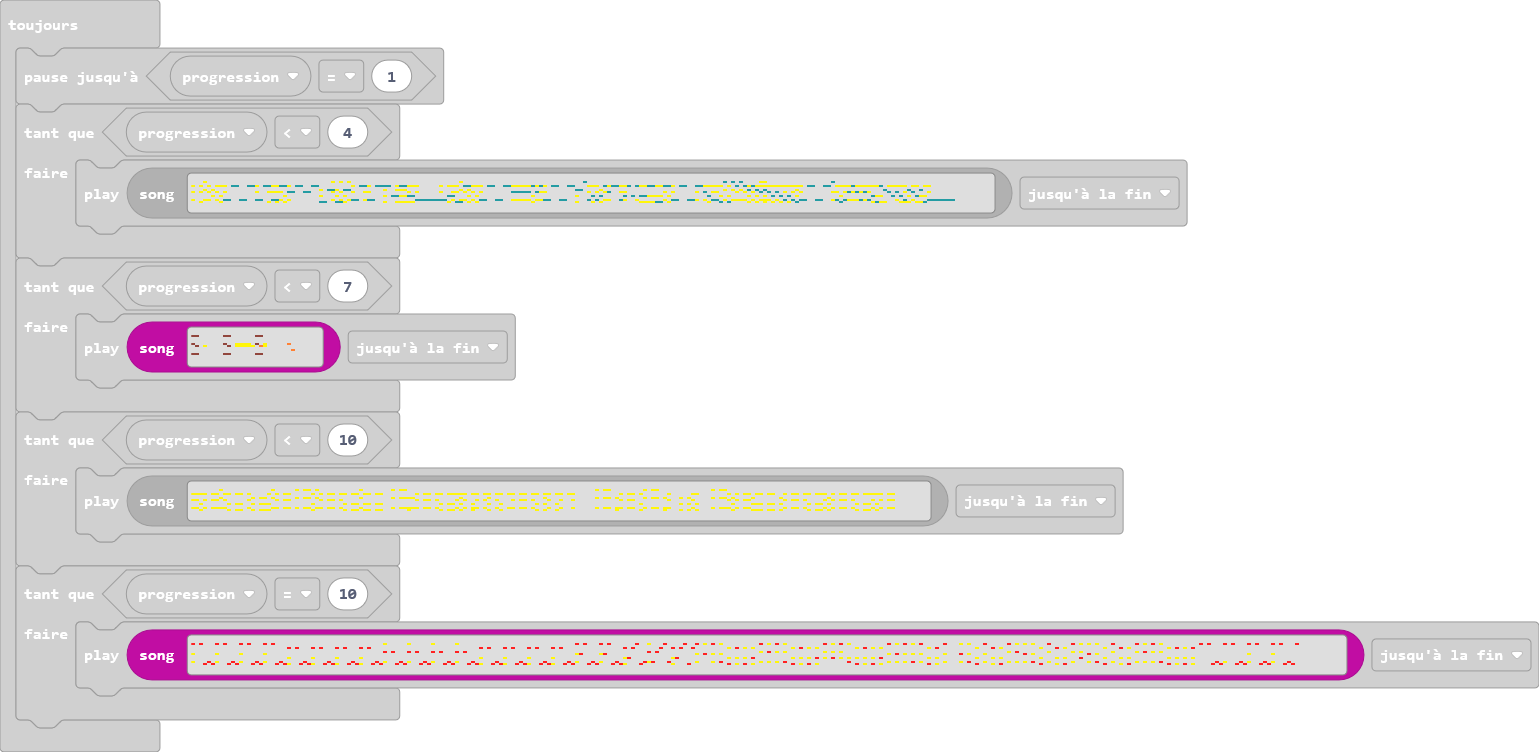 toujours
pause jusqu'à progression = 1
tant que progression < 4
faire
play song jusqu'à la fin
tant que progression < 7
faire
play song jusqu'à la fin
tant que progression < 10
faire
play song jusqu'à la fin
tant que progression = 10
faire
play song jusqu'à la fin